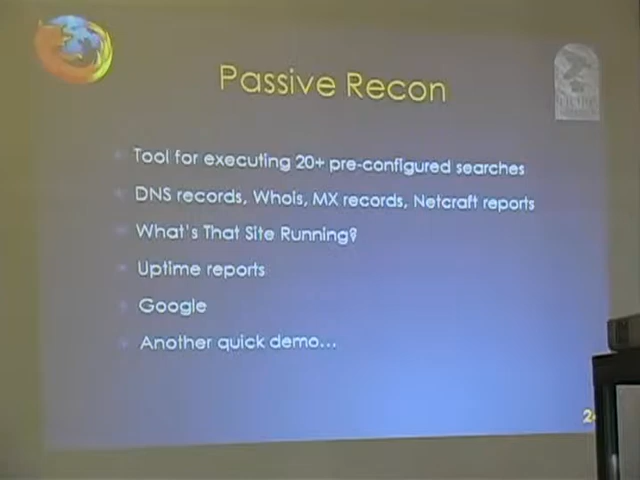 Passive Recon
Tool for executing 20+ pre-configured searches
DNS records, Whois, MX records, Netcraft reports
What's That Site Running?
Uptime reports
Google
Another quick demo...